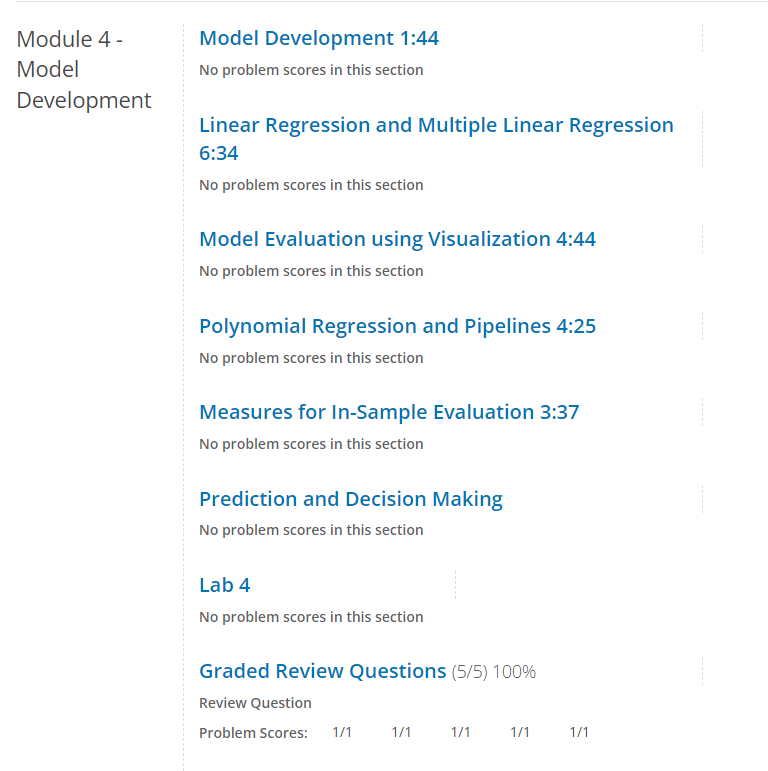 Module 4 -
Model
Development
Model Development 1:44
No problem scores in this section
Linear Regression and Multiple Linear Regression
6:34
No problem scores in this section
Model Evaluation using Visualization 4:44
No problem scores in this section
Polynomial Regression and Pipelines 4:25
No problem scores in this section
Measures for In-Sample Evaluation 3:37
No problem scores in this section
Prediction and Decision Making
No problem scores in this section
Lab 4
No problem scores in this section
Graded Review Questions (5/5) 100%
Review Question
Problem Scores: 1/1 1/1 1/1 1/1 1/1